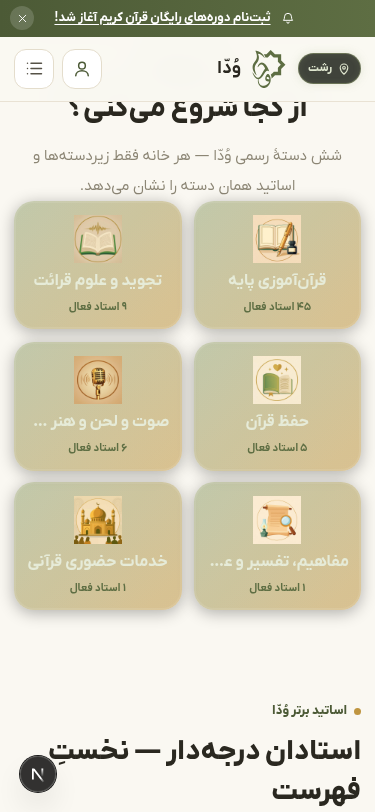 ثبت‌نام دوره‌های رایگان قرآن کریم آغاز شد!
رشت
وُدّا
از کجا شروع می‌کنی؟
شش دستهٔ رسمی وُدّا — هر خانه فقط زیردسته‌ها و
اساتید همان دسته را نشان می‌دهد.
قرآن‌آموزی پایه
۴۵ استاد فعال
تجوید و علوم قرائت
۹ استاد فعال
حفظ قرآن
۵ استاد فعال
صوت و لحن و هنر ...
۶ استاد فعال
مفاهیم، تفسیر و ع...
۱ استاد فعال
خدمات حضوری قرآنی
۱ استاد فعال
اساتید برتر وُدّا
استادان درجه‌دار — نخستِ
فهرست
N